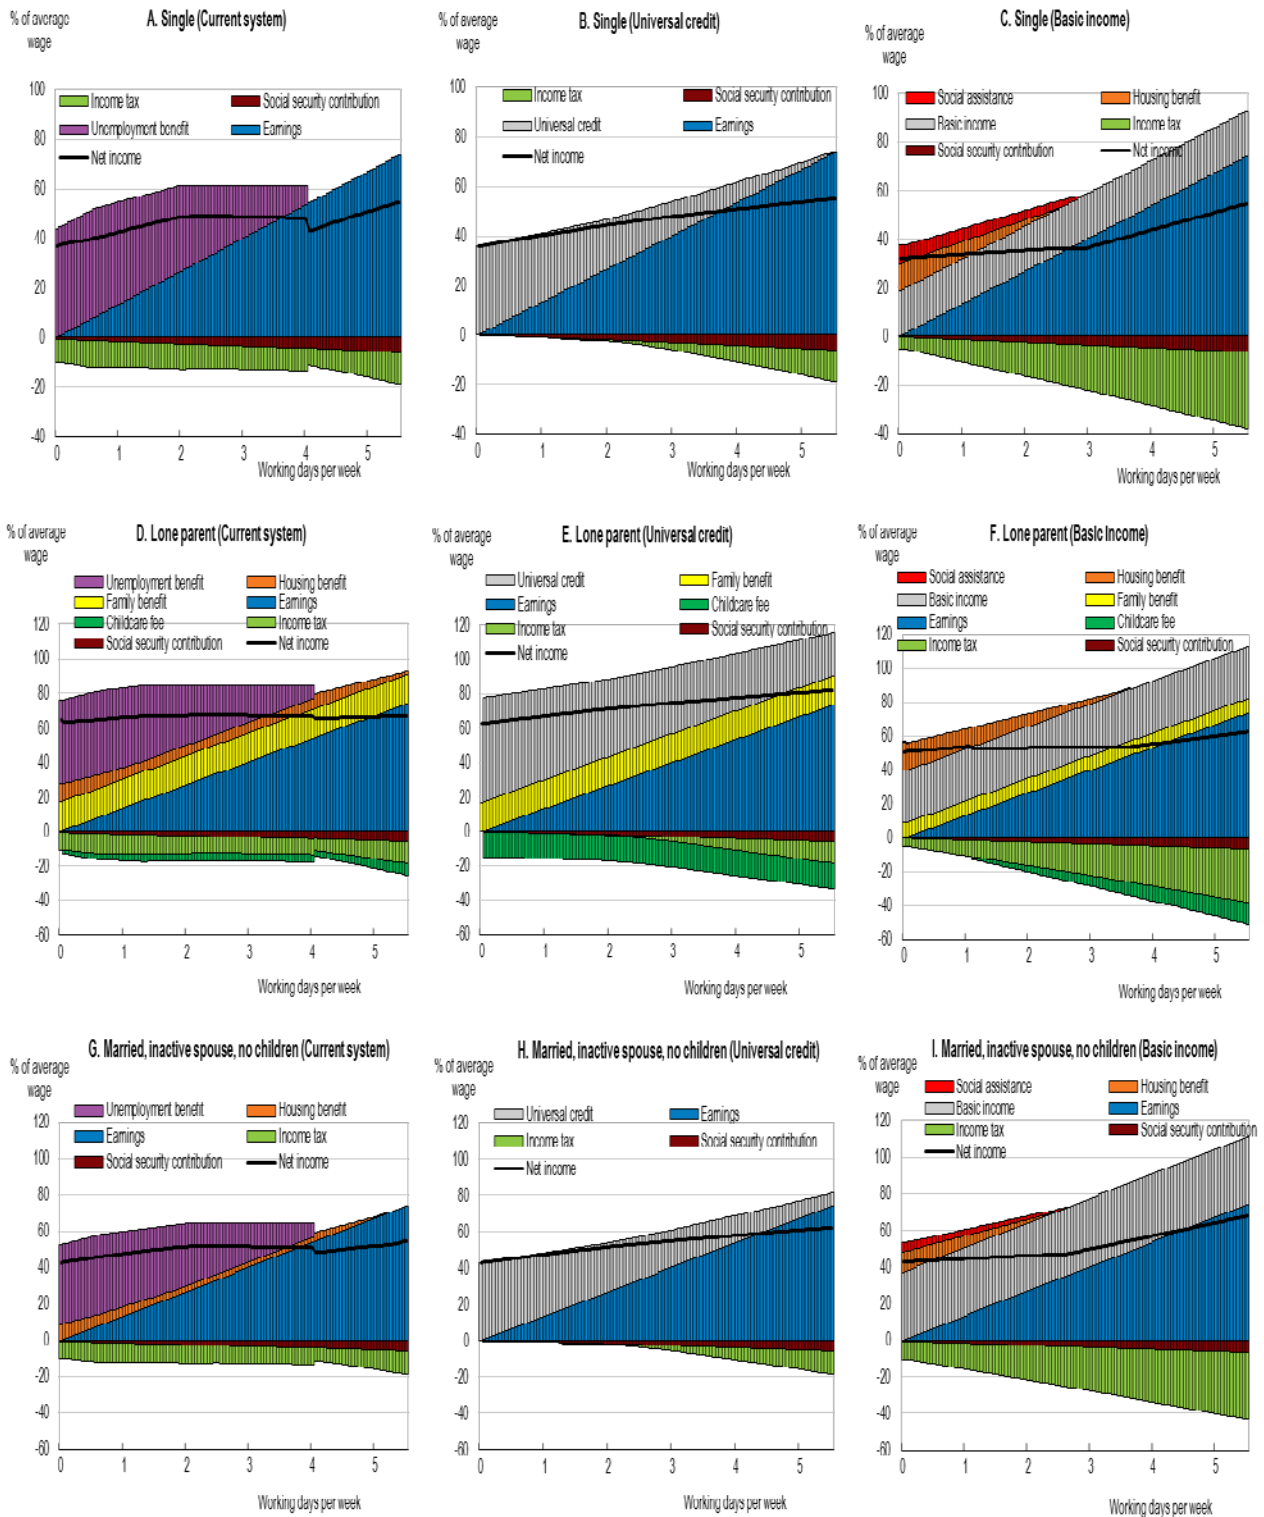 % of average
wage
A. Single (Current system)
100
Income tax
Social security contribution
80
Unemployment benefit
Earnings
Net income
60
40
20
0
-20
-40
0 1 2 3 4 5
Working days per week
% of average
wage
B. Single (Universal credit)
100
Income tax
Social security contribution
80
Universal credit
Earnings
Net income
60
40
20
0
-20
-40
0 1 2 3 4 5
Working days per week
% of average
wage
C. Single (Basic income)
100
Social assistance
Housing benefit
80
Basic income
Income tax
Social security contribution
Net income
60
40
20
0
-20
-40
0 1 2 3 4 5
Working days per week
% of average
wage
D. Lone parent (Current system)
Unemployment benefit
Housing benefit
Family benefit
Earnings
Childcare fee
Income tax
Social security contribution
Net income
120
100
80
60
40
20
0
-20
-40
-60
0 1 2 3 4 5
Working days per week
% of average
wage
E. Lone parent (Universal credit)
Universal credit
Family benefit
Earnings
Childcare fee
Income tax
Social security contribution
Net income
120
100
80
60
40
20
0
-20
-40
-60
0 1 2 3 4 5
Working days per week
% of average
wage
F. Lone parent (Basic Income)
Social assistance
Housing benefit
Basic income
Family benefit
Earnings
Childcare fee
Income tax
Social security contribution
120
100
80
60
40
20
0
-20
-40
-60
0 1 2 3 4 5
Working days per week
% of average
wage
G. Married, inactive spouse, no children (Current system)
Unemployment benefit
Housing benefit
Earnings
Income tax
Social security contribution
Net income
120
100
80
60
40
20
0
-20
-40
-60
0 1 2 3 4 5
Working days per week
% of average
wage
H. Married, inactive spouse, no children (Universal credit)
Universal credit
Earnings
Income tax
Social security contribution
Net income
120
100
80
60
40
20
0
-20
-40
-60
0 1 2 3 4 5
Working days per week
% of average
wage
I. Married, inactive spouse, no children (Basic income)
Social assistance
Housing benefit
Basic income
Earnings
Income tax
Social security contribution
Net income
120
100
80
60
40
20
0
-20
-40
-60
0 1 2 3 4 5
Working days per week